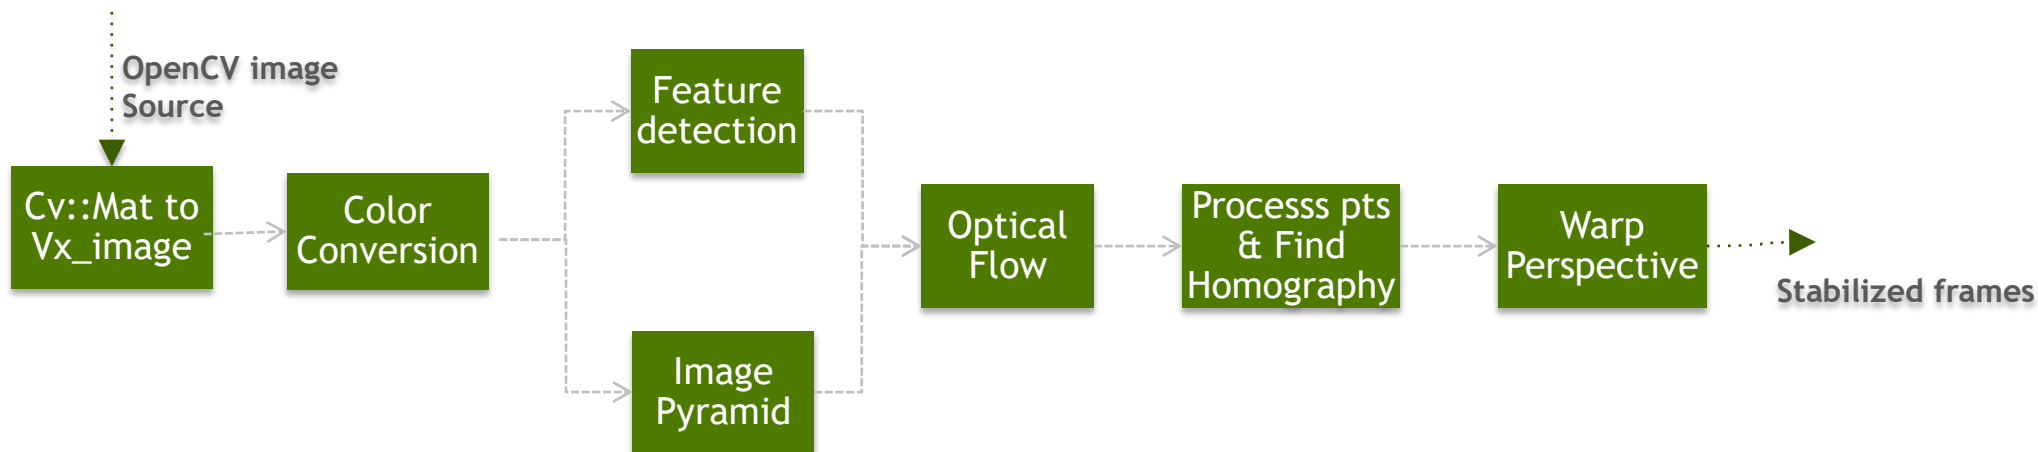 OpenCV image
Source
Cv::Mat to
Vx_image
Color
Conversion
Feature
detection
Image
Pyramid
Optical
Flow
Processs pts
& Find
Homography
Warp
Perspective
Stabilized frames